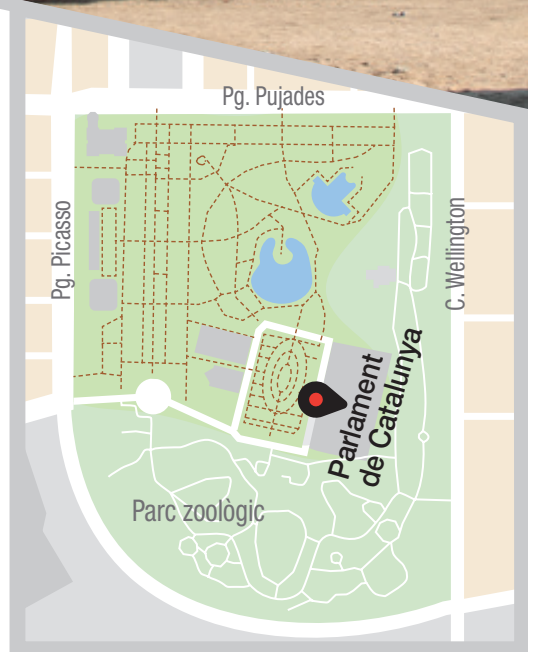 Pg. Pujades
Pg. Picasso
C. Wellington
Parlament
de Catalunya
Parc zoològic